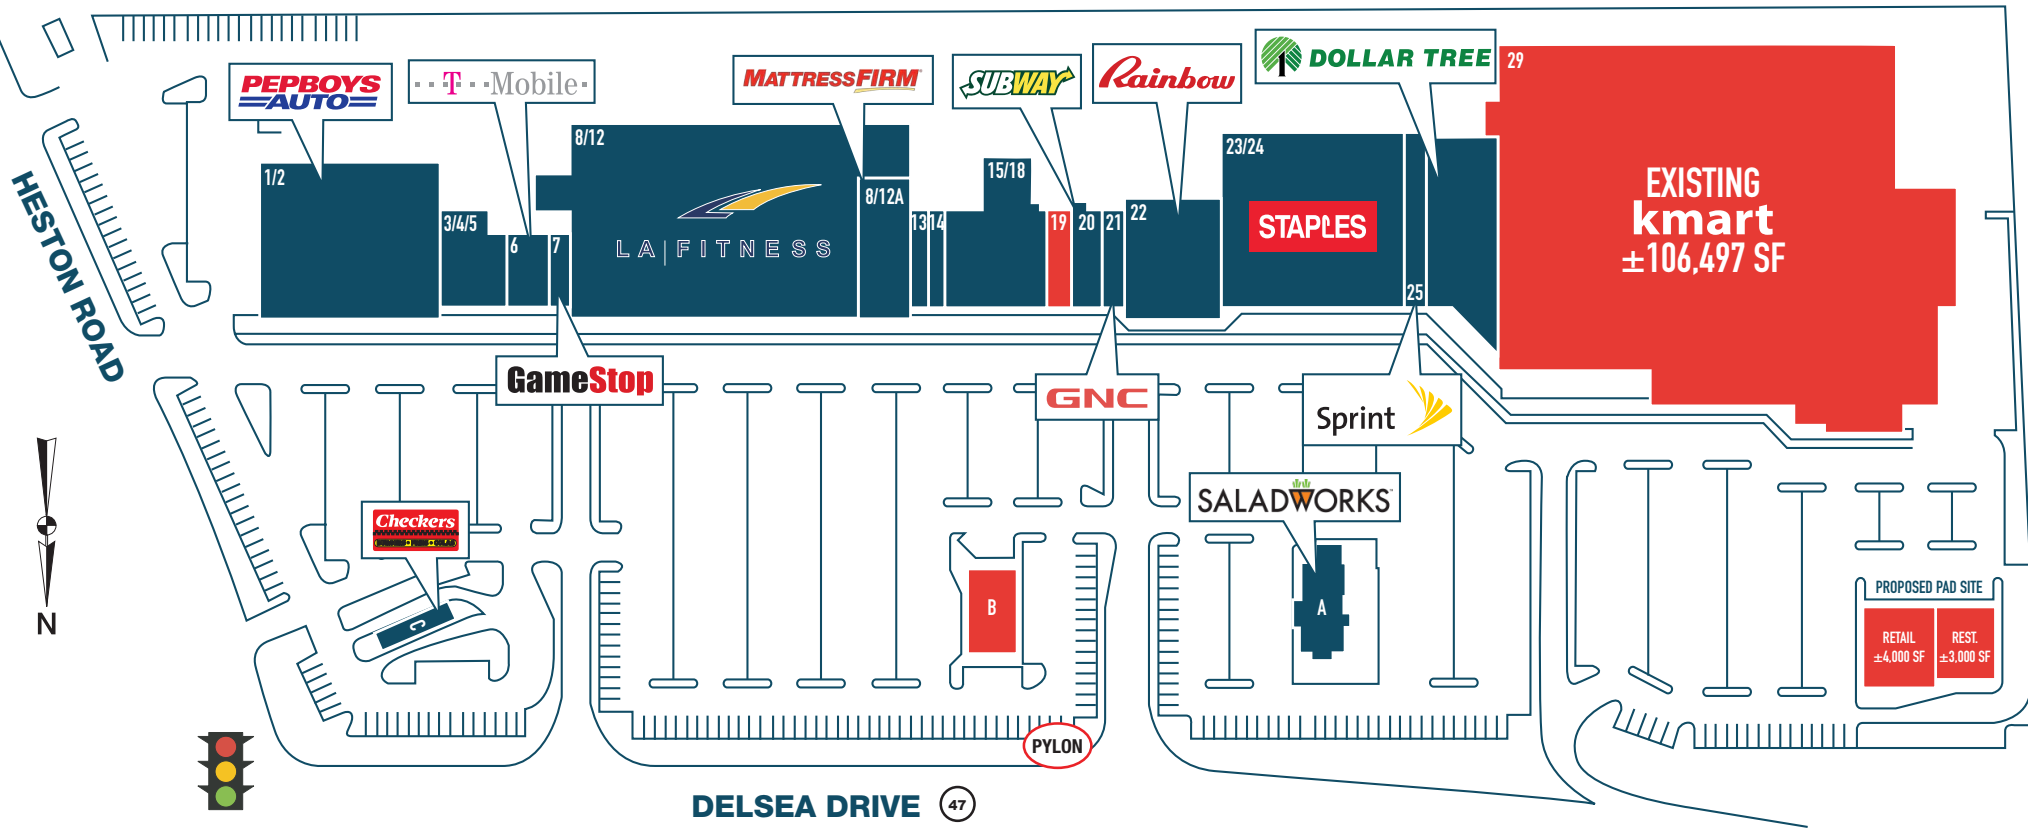 PEPBOYS
AUTO
T Mobile
MATTRESSFIRM
SUBWAY
Rainbow
1 DOLLAR TREE
29
8/12
23/24
1/2
15/18
8/12A
EXISTING
kmart
±106,497 SF
3/4/5
6
7
13
14
19
20
21
22
STAPLES
LA FITNESS
25
HESTON ROAD
GameStop
GNC
Sprint
SALADWORKS
Checkers
C
B
A
N
PROPOSED PAD SITE
RETAIL
±4,000 SF
REST.
±3,000 SF
PYLON
DELSEA DRIVE 47